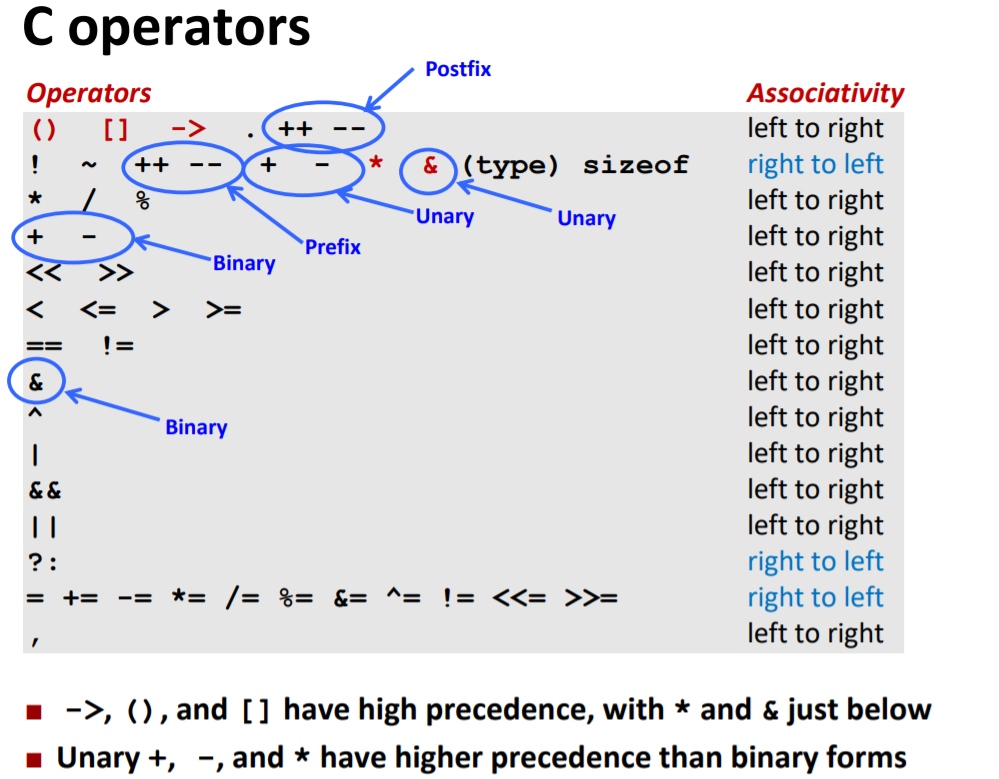 C operators
Postfix
Operators Associativity
() [] -> . ++ -- left to right
! ~ ++ -- + - * & (type) sizeof right to left
* / % left to right
Unary Unary
+ - left to right
Prefix
Binary
<< >> left to right
< <= > >= left to right
== != left to right
& left to right
^ left to right
Binary
| left to right
&& left to right
|| left to right
?: right to left
= += -= *= /= %= &= ^= != <<= >>= right to left
, left to right
■ ->, (), and [] have high precedence, with * and & just below
■ Unary +, -, and * have higher precedence than binary forms